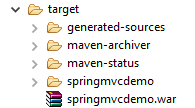 target
generated-sources
maven-archiver
maven-status
springmvcdemo
springmvcdemo.war